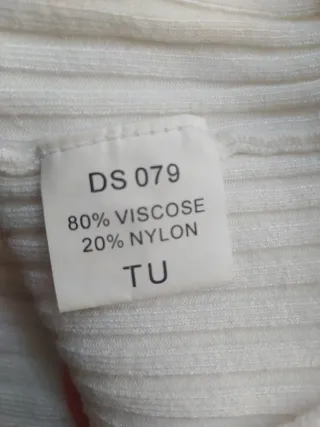 DS 079
80% VISCOSE
20% NYLON
TU